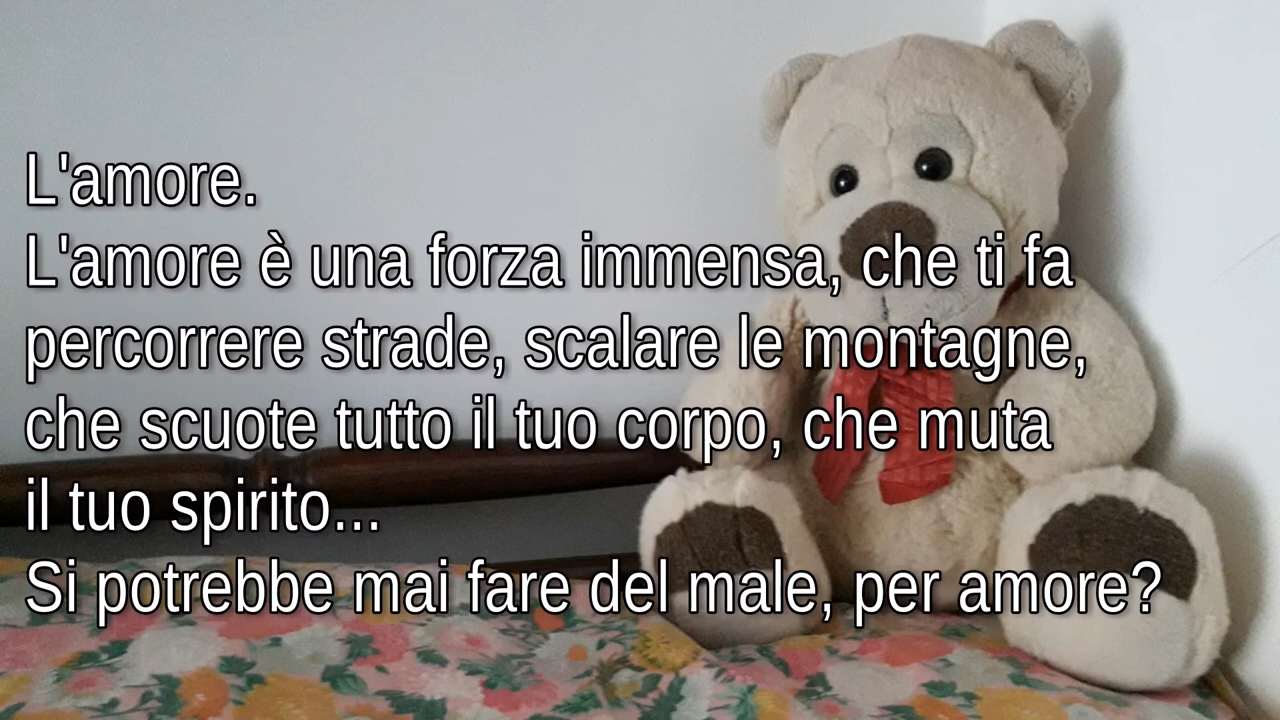 L'amore.
L'amore è una forza immensa, che ti fa
percorrere strade, scalare le montagne,
che scuote tutto il tuo corpo, che muta
il tuo spirito...
Si potrebbe mai fare del male, per amore?